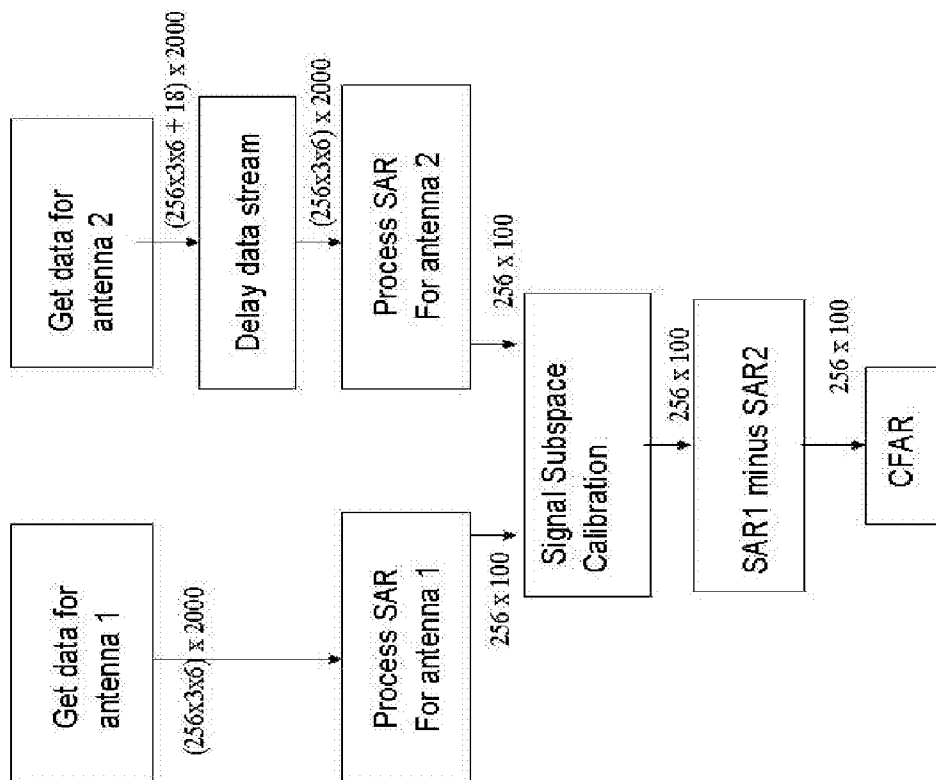 Get data for
antenna 1
(256x3x6) x 2000
Process SAR
For antenna 1
256 x 100
Get data for
antenna 2
(256x3x6 + 18) x 2000
Delay data stream
(256x3x6) x 2000
Process SAR
For antenna 2
256 x 100
Signal Subspace
Calibration
256 x 100
SAR1 minus SAR2
256 x 100
CFAR